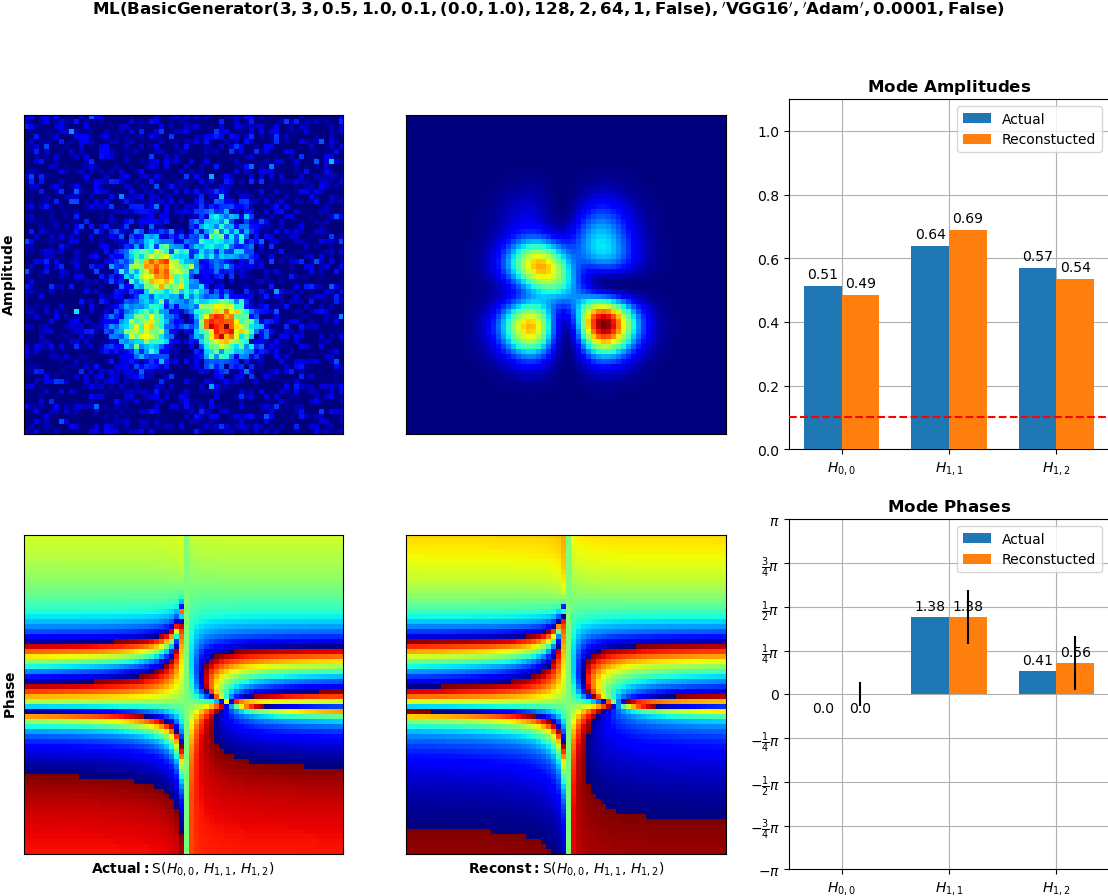 ML(BasicGenerator(3, 3, 0.5, 1.0, 0.1, (0.0, 1.0), 128, 2, 64, 1, False), ′VGG16′, ′Adam′, 0.0001, False)
Amplitude
Mode Amplitudes
Actual
Reconstucted
1.0
0.8
0.6
0.4
0.2
0.0
0.51
0.49
0.64
0.69
0.57
0.54
H0,0
H1,1
H1,2
Phase
Actual: S(H0,0, H1,1, H1,2)
Reconst: S(H0,0, H1,1, H1,2)
Mode Phases
Actual
Reconstucted
π
3/4π
1/2π
1/4π
0
−1/4π
−1/2π
−3/4π
−π
0.0
0.0
1.38
1.38
0.41
0.56
H0,0
H1,1
H1,2